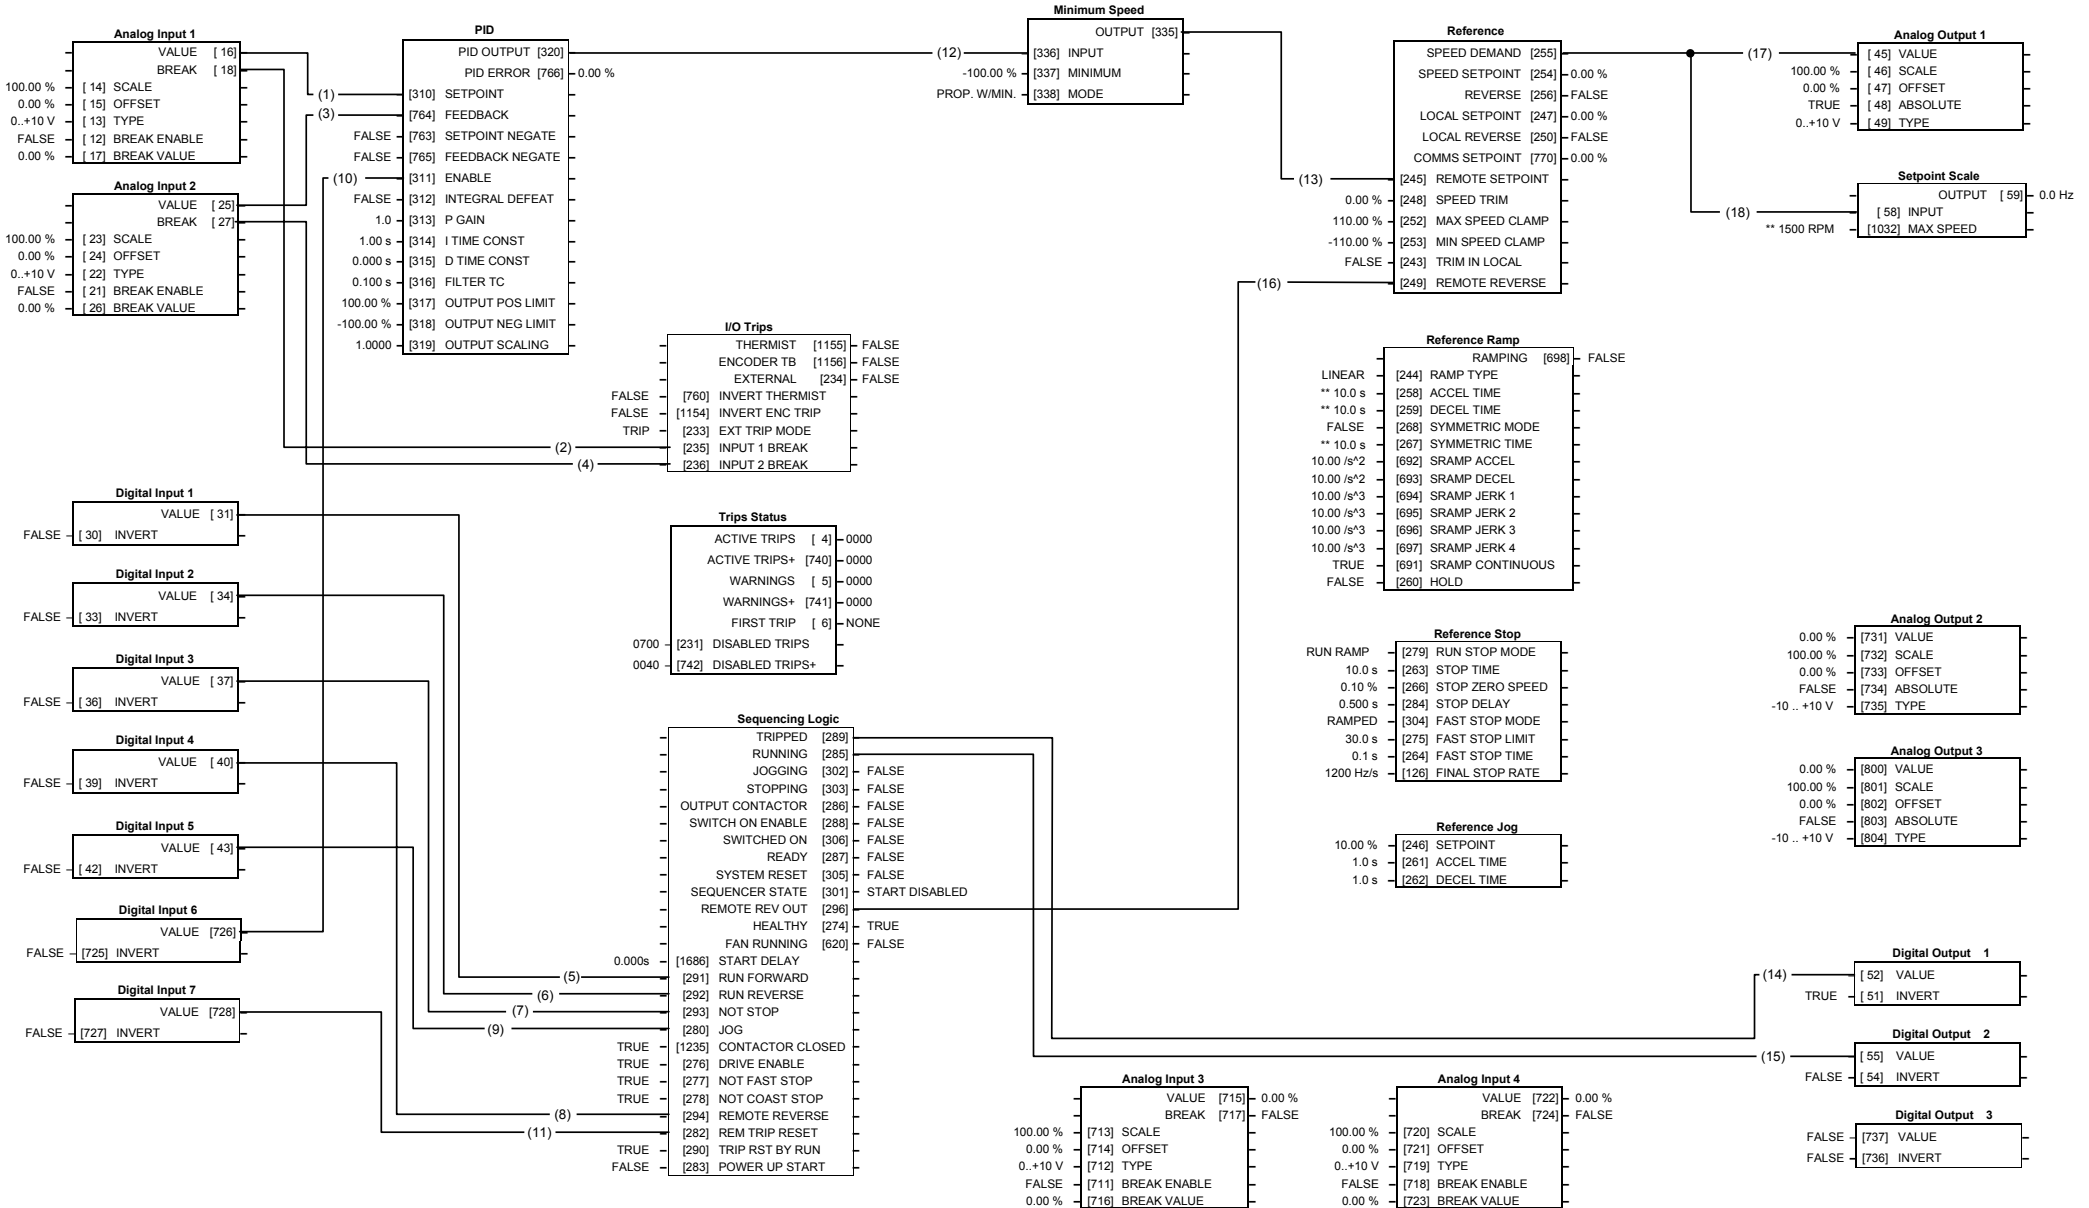 Analog Input 1
VALUE [ 16]
BREAK [ 18]
100.00 % [ 14] SCALE
0.00 % [ 15] OFFSET
0..+10 V [ 13] TYPE
FALSE [ 12] BREAK ENABLE
0.00 % [ 17] BREAK VALUE
Analog Input 2
VALUE [ 25]
BREAK [ 27]
100.00 % [ 23] SCALE
0.00 % [ 24] OFFSET
0..+10 V [ 22] TYPE
FALSE [ 21] BREAK ENABLE
0.00 % [ 26] BREAK VALUE
Digital Input 1
VALUE [ 31]
FALSE [ 30] INVERT
Digital Input 2
VALUE [ 34]
FALSE [ 33] INVERT
Digital Input 3
VALUE [ 37]
FALSE [ 36] INVERT
Digital Input 4
VALUE [ 40]
FALSE [ 39] INVERT
Digital Input 5
VALUE [ 43]
FALSE [ 42] INVERT
Digital Input 6
VALUE [726]
FALSE [725] INVERT
Digital Input 7
VALUE [728]
FALSE [727] INVERT
PID
PID OUTPUT [320]
PID ERROR [766] 0.00 %
(1) [310] SETPOINT
(3) [764] FEEDBACK
FALSE [763] SETPOINT NEGATE
FALSE [765] FEEDBACK NEGATE
(10) [311] ENABLE
FALSE [312] INTEGRAL DEFEAT
1.0 [313] P GAIN
1.00 s [314] I TIME CONST
0.000 s [315] D TIME CONST
0.100 s [316] FILTER TC
100.00 % [317] OUTPUT POS LIMIT
-100.00 % [318] OUTPUT NEG LIMIT
1.0000 [319] OUTPUT SCALING
I/O Trips
THERMIST [1155] FALSE
ENCODER TB [1156] FALSE
EXTERNAL [234] FALSE
FALSE [760] INVERT THERMIST
FALSE [1154] INVERT ENC TRIP
TRIP [233] EXT TRIP MODE
(2) [235] INPUT 1 BREAK
(4) [236] INPUT 2 BREAK
Trips Status
ACTIVE TRIPS [ 4] 0000
ACTIVE TRIPS+ [740] 0000
WARNINGS [ 5] 0000
WARNINGS+ [741] 0000
FIRST TRIP [ 6] NONE
0700 [231] DISABLED TRIPS
0040 [742] DISABLED TRIPS+
Sequencing Logic
TRIPPED [289]
RUNNING [285]
JOGGING [302] FALSE
STOPPING [303] FALSE
OUTPUT CONTACTOR [286] FALSE
SWITCH ON ENABLE [288] FALSE
SWITCHED ON [306] FALSE
READY [287] FALSE
SYSTEM RESET [305] FALSE
SEQUENCER STATE [301] START DISABLED
REMOTE REV OUT [296]
HEALTHY [274] TRUE
FAN RUNNING [620] FALSE
0.000s [1686] START DELAY
(5) [291] RUN FORWARD
(6) [292] RUN REVERSE
(7) [293] NOT STOP
(9) [280] JOG
TRUE [1235] CONTACTOR CLOSED
TRUE [276] DRIVE ENABLE
TRUE [277] NOT FAST STOP
TRUE [278] NOT COAST STOP
(8) [294] REMOTE REVERSE
(11) [282] REM TRIP RESET
TRUE [290] TRIP RST BY RUN
FALSE [283] POWER UP START
Minimum Speed
OUTPUT [335]
(12) [336] INPUT
-100.00 % [337] MINIMUM
PROP. W/MIN. [338] MODE
Reference
SPEED DEMAND [255]
SPEED SETPOINT [254] 0.00 %
REVERSE [256] FALSE
LOCAL SETPOINT [247] 0.00 %
LOCAL REVERSE [250] FALSE
COMMS SETPOINT [770] 0.00 %
(13) [245] REMOTE SETPOINT
0.00 % [248] SPEED TRIM
110.00 % [252] MAX SPEED CLAMP
-110.00 % [253] MIN SPEED CLAMP
FALSE [243] TRIM IN LOCAL
(16) [249] REMOTE REVERSE
Reference Ramp
RAMPING [698] FALSE
LINEAR [244] RAMP TYPE
** 10.0 s [258] ACCEL TIME
** 10.0 s [259] DECEL TIME
FALSE [268] SYMMETRIC MODE
** 10.0 s [267] SYMMETRIC TIME
10.00 /s^2 [692] SRAMP ACCEL
10.00 /s^2 [693] SRAMP DECEL
10.00 /s^3 [694] SRAMP JERK 1
10.00 /s^3 [695] SRAMP JERK 2
10.00 /s^3 [696] SRAMP JERK 3
10.00 /s^3 [697] SRAMP JERK 4
TRUE [691] SRAMP CONTINUOUS
FALSE [260] HOLD
Reference Stop
RUN RAMP [279] RUN STOP MODE
10.0 s [263] STOP TIME
0.10 % [266] STOP ZERO SPEED
0.500 s [284] STOP DELAY
RAMPED [304] FAST STOP MODE
30.0 s [275] FAST STOP LIMIT
0.1 s [264] FAST STOP TIME
1200 Hz/s [126] FINAL STOP RATE
Reference Jog
10.00 % [246] SETPOINT
1.0 s [261] ACCEL TIME
1.0 s [262] DECEL TIME
Analog Input 3
VALUE [715] 0.00 %
BREAK [717] FALSE
100.00 % [713] SCALE
0.00 % [714] OFFSET
0..+10 V [712] TYPE
FALSE [711] BREAK ENABLE
0.00 % [716] BREAK VALUE
Analog Input 4
VALUE [722] 0.00 %
BREAK [724] FALSE
100.00 % [720] SCALE
0.00 % [721] OFFSET
0..+10 V [719] TYPE
FALSE [718] BREAK ENABLE
0.00 % [723] BREAK VALUE
Analog Output 1
(17) [ 45] VALUE
100.00 % [ 46] SCALE
0.00 % [ 47] OFFSET
TRUE [ 48] ABSOLUTE
0..+10 V [ 49] TYPE
Setpoint Scale
OUTPUT [ 59] 0.0 Hz
(18) [ 58] INPUT
** 1500 RPM [1032] MAX SPEED
Analog Output 2
0.00 % [731] VALUE
100.00 % [732] SCALE
0.00 % [733] OFFSET
FALSE [734] ABSOLUTE
-10 .. +10 V [735] TYPE
Analog Output 3
0.00 % [800] VALUE
100.00 % [801] SCALE
0.00 % [802] OFFSET
FALSE [803] ABSOLUTE
-10 .. +10 V [804] TYPE
Digital Output 1
(14) [ 52] VALUE
TRUE [ 51] INVERT
Digital Output 2
(15) [ 55] VALUE
FALSE [ 54] INVERT
Digital Output 3
FALSE [737] VALUE
FALSE [736] INVERT